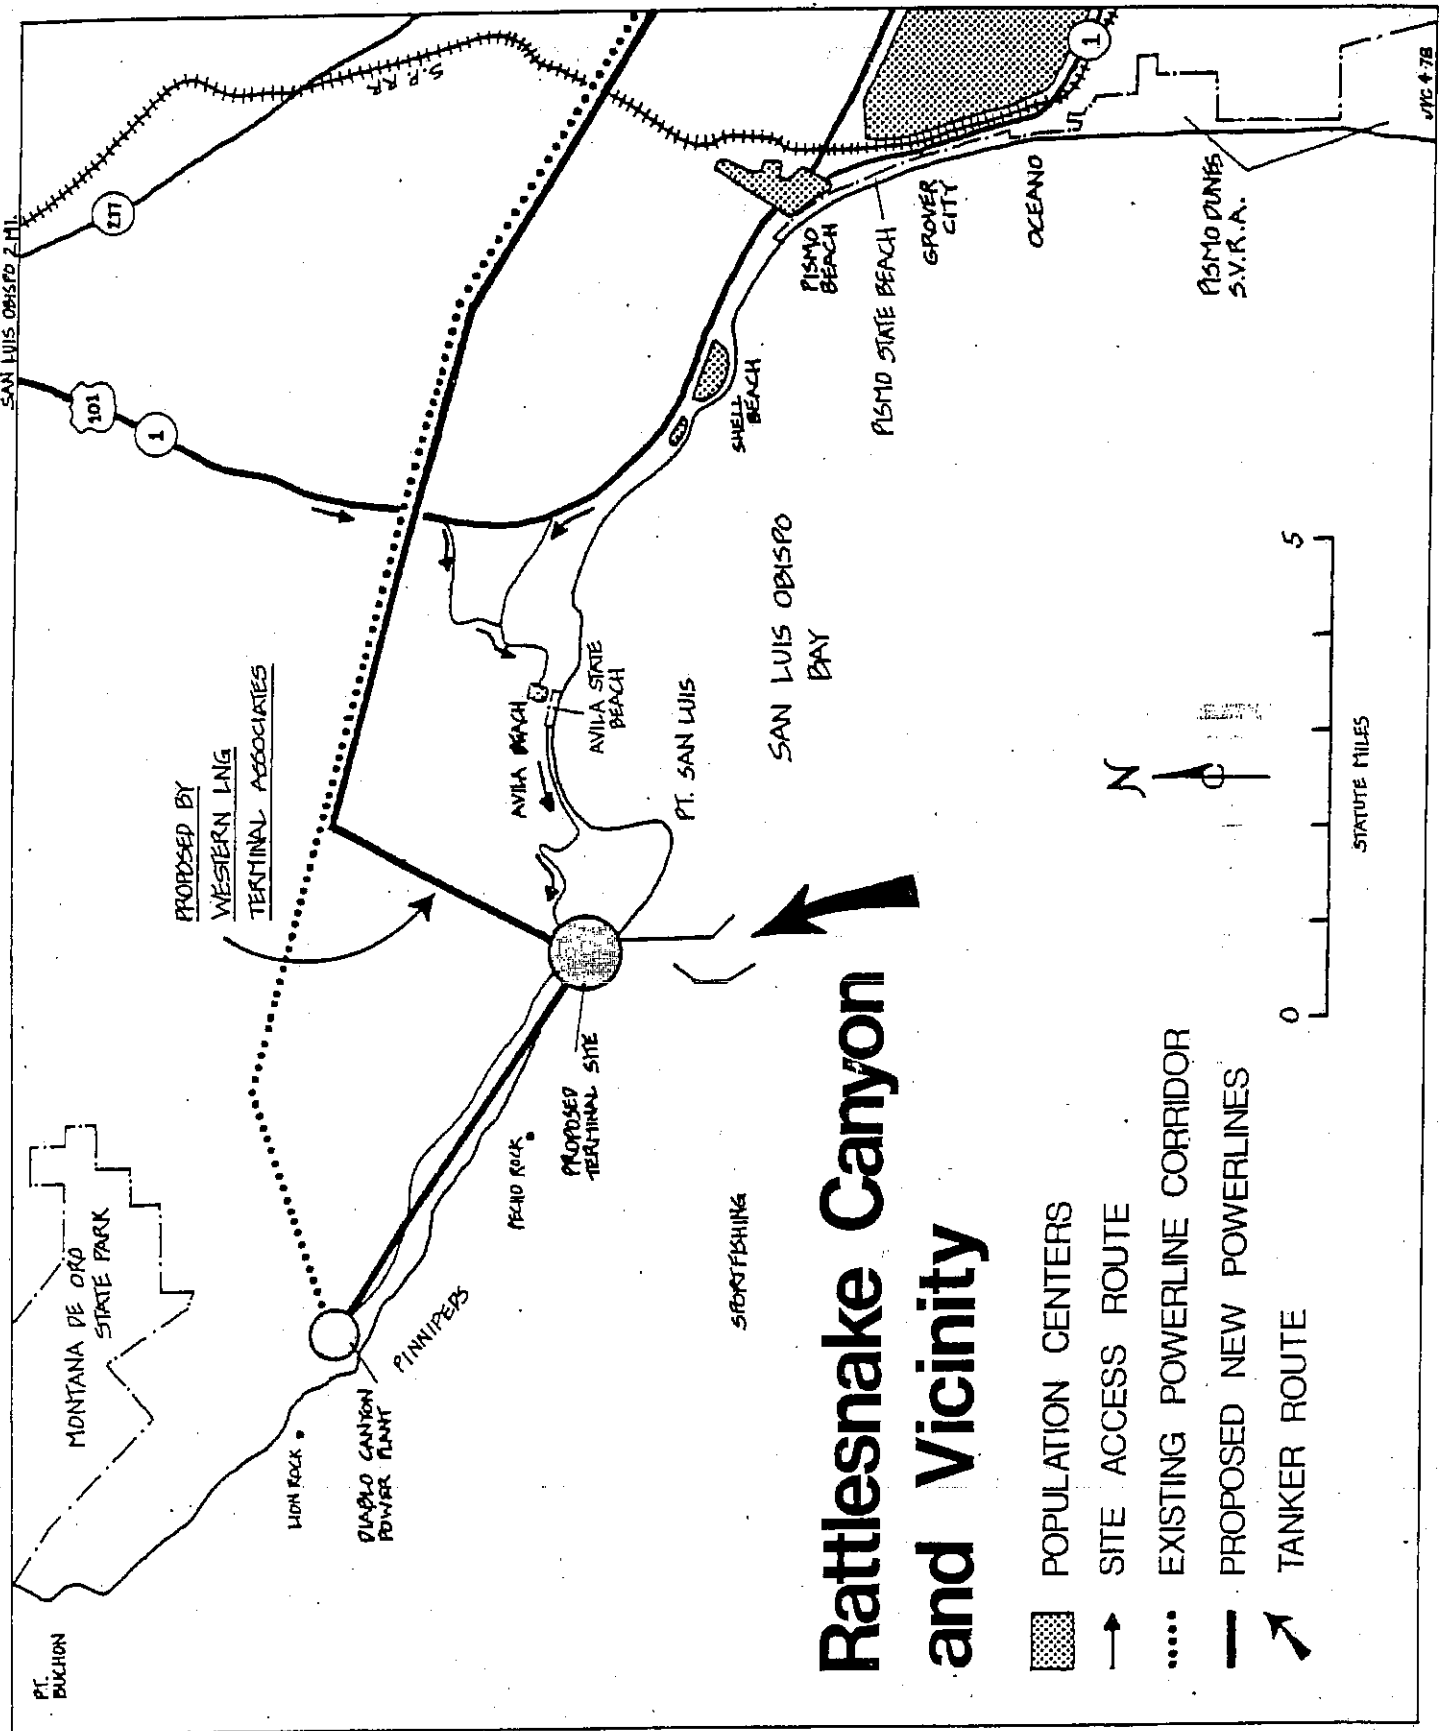 SAN LUIS OBISPO 2 MI.
101
1
227
S.P.R.R.
1
PROPOSED BY
WESTERN LNG
TERMINAL ASSOCIATES
MONTANA DE ORO
STATE PARK
PT.
BUCHON
LION ROCK
DIABLO CANYON
POWER PLANT
PINNIPEDS
PECHO ROCK
PROPOSED
TERMINAL SITE
SPORTFISHING
AVILA BEACH
AVILA STATE
BEACH
PT. SAN LUIS
SAN LUIS OBISPO
BAY
SHELL
BEACH
PISMO
BEACH
PISMO STATE BEACH
GROVER
CITY
OCEANO
PISMO DUNES
S.V.R.A.
Rattlesnake Canyon
and Vicinity
POPULATION CENTERS
SITE ACCESS ROUTE
EXISTING POWERLINE CORRIDOR
PROPOSED NEW POWERLINES
TANKER ROUTE
N
0 5
STATUTE MILES